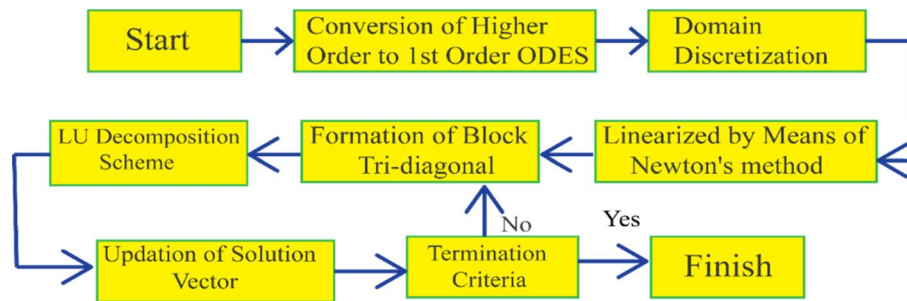 Start
Conversion of Higher
Order to 1st Order ODES
Domain
Discretization
Linearized by Means of
Newton's method
Formation of Block
Tri-diagonal
LU Decomposition
Scheme
Updation of Solution
Vector
Termination
Criteria
No
Yes
Finish